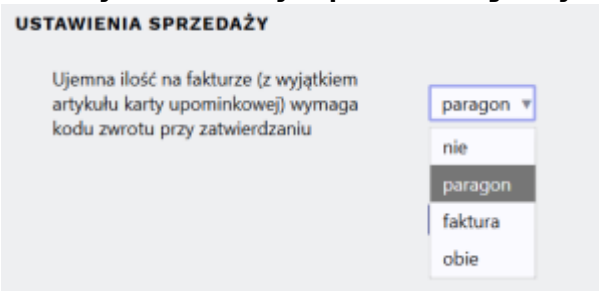 USTAWIENIA SPRZEDAŻY
Ujemna ilość na fakturze (z wyjątkiem
artykułu karty upominkowej) wymaga
kodu zwrotu przy zatwierdzaniu
paragon
nie
paragon
faktura
obie